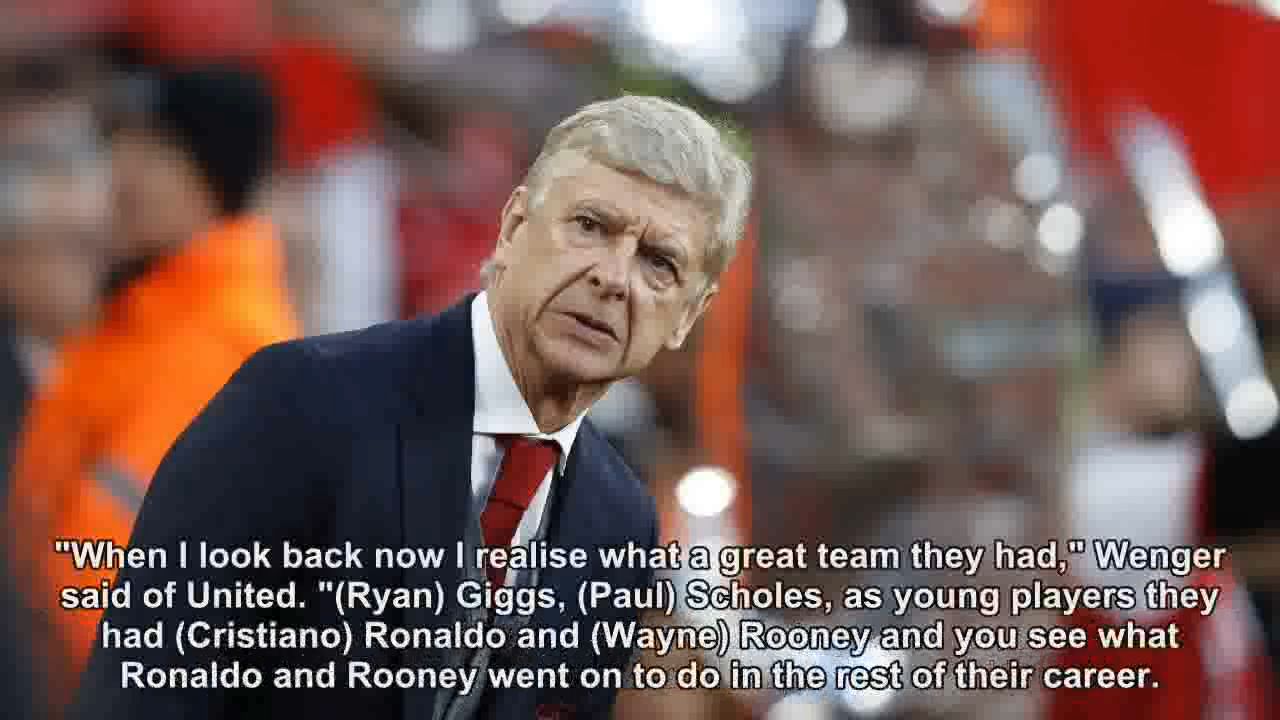 "When I look back now I realise what a great team they had," Wenger
said of United. "(Ryan) Giggs, (Paul) Scholes, as young players they
had (Cristiano) Ronaldo and (Wayne) Rooney and you see what
Ronaldo and Rooney went on to do in the rest of their career.